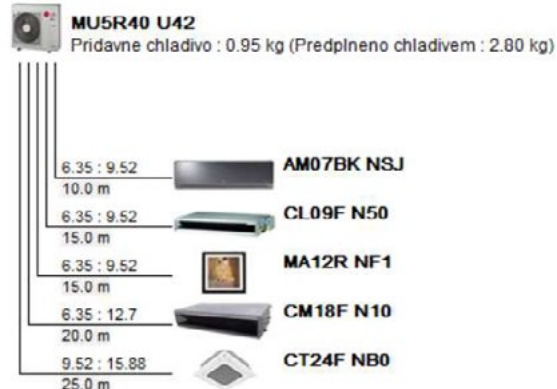 MU5R40 U42
Pridavne chladivo : 0.95 kg (Predplneno chladivem : 2.80 kg)
6.35 : 9.52
AM07BK NSJ
10.0 m
6.35 : 9.52
CL09F N50
15.0 m
6.35 : 9.52
MA12R NF1
15.0 m
6.35 : 12.7
CM18F N10
20.0 m
9.52 : 15.88
CT24F NB0
25.0 m